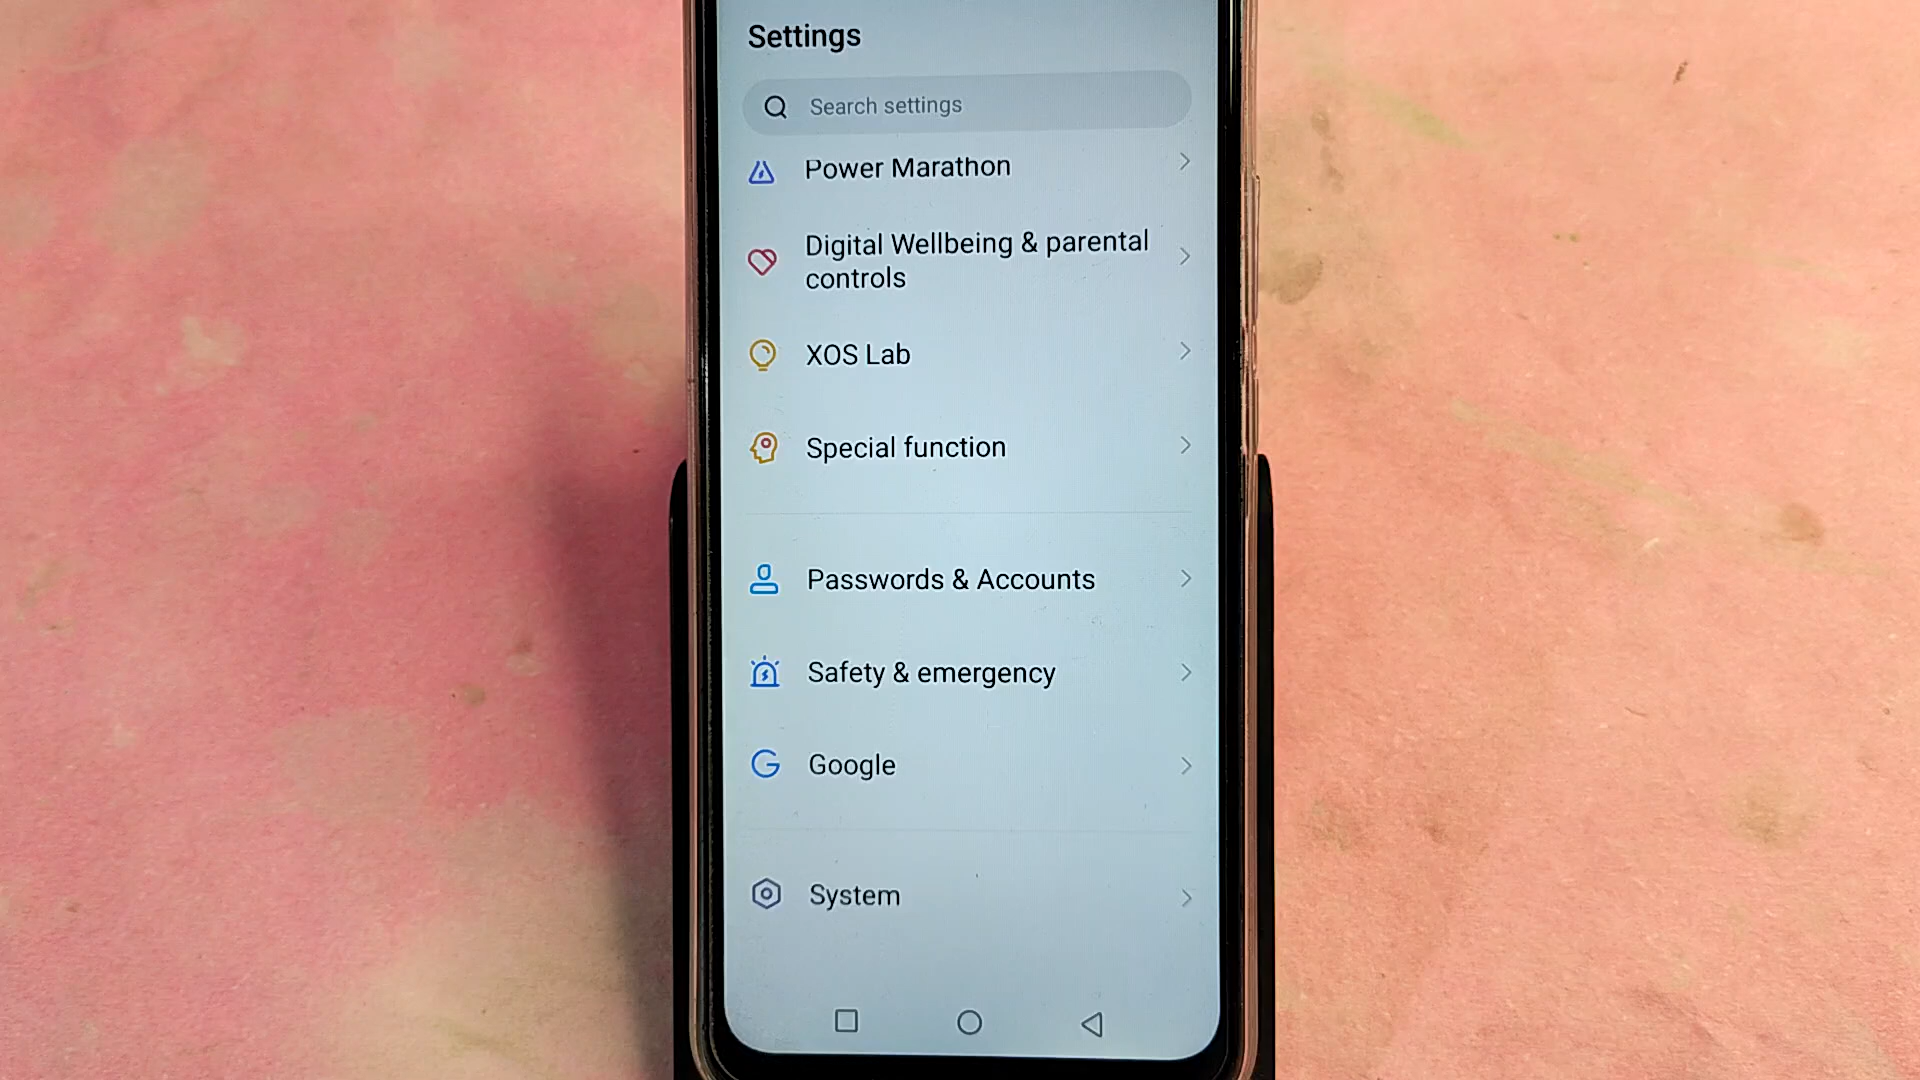 Settings
Search settings
Power Marathon
Digital Wellbeing & parental
controls
XOS Lab
Special function
Passwords & Accounts
Safety & emergency
Google
System